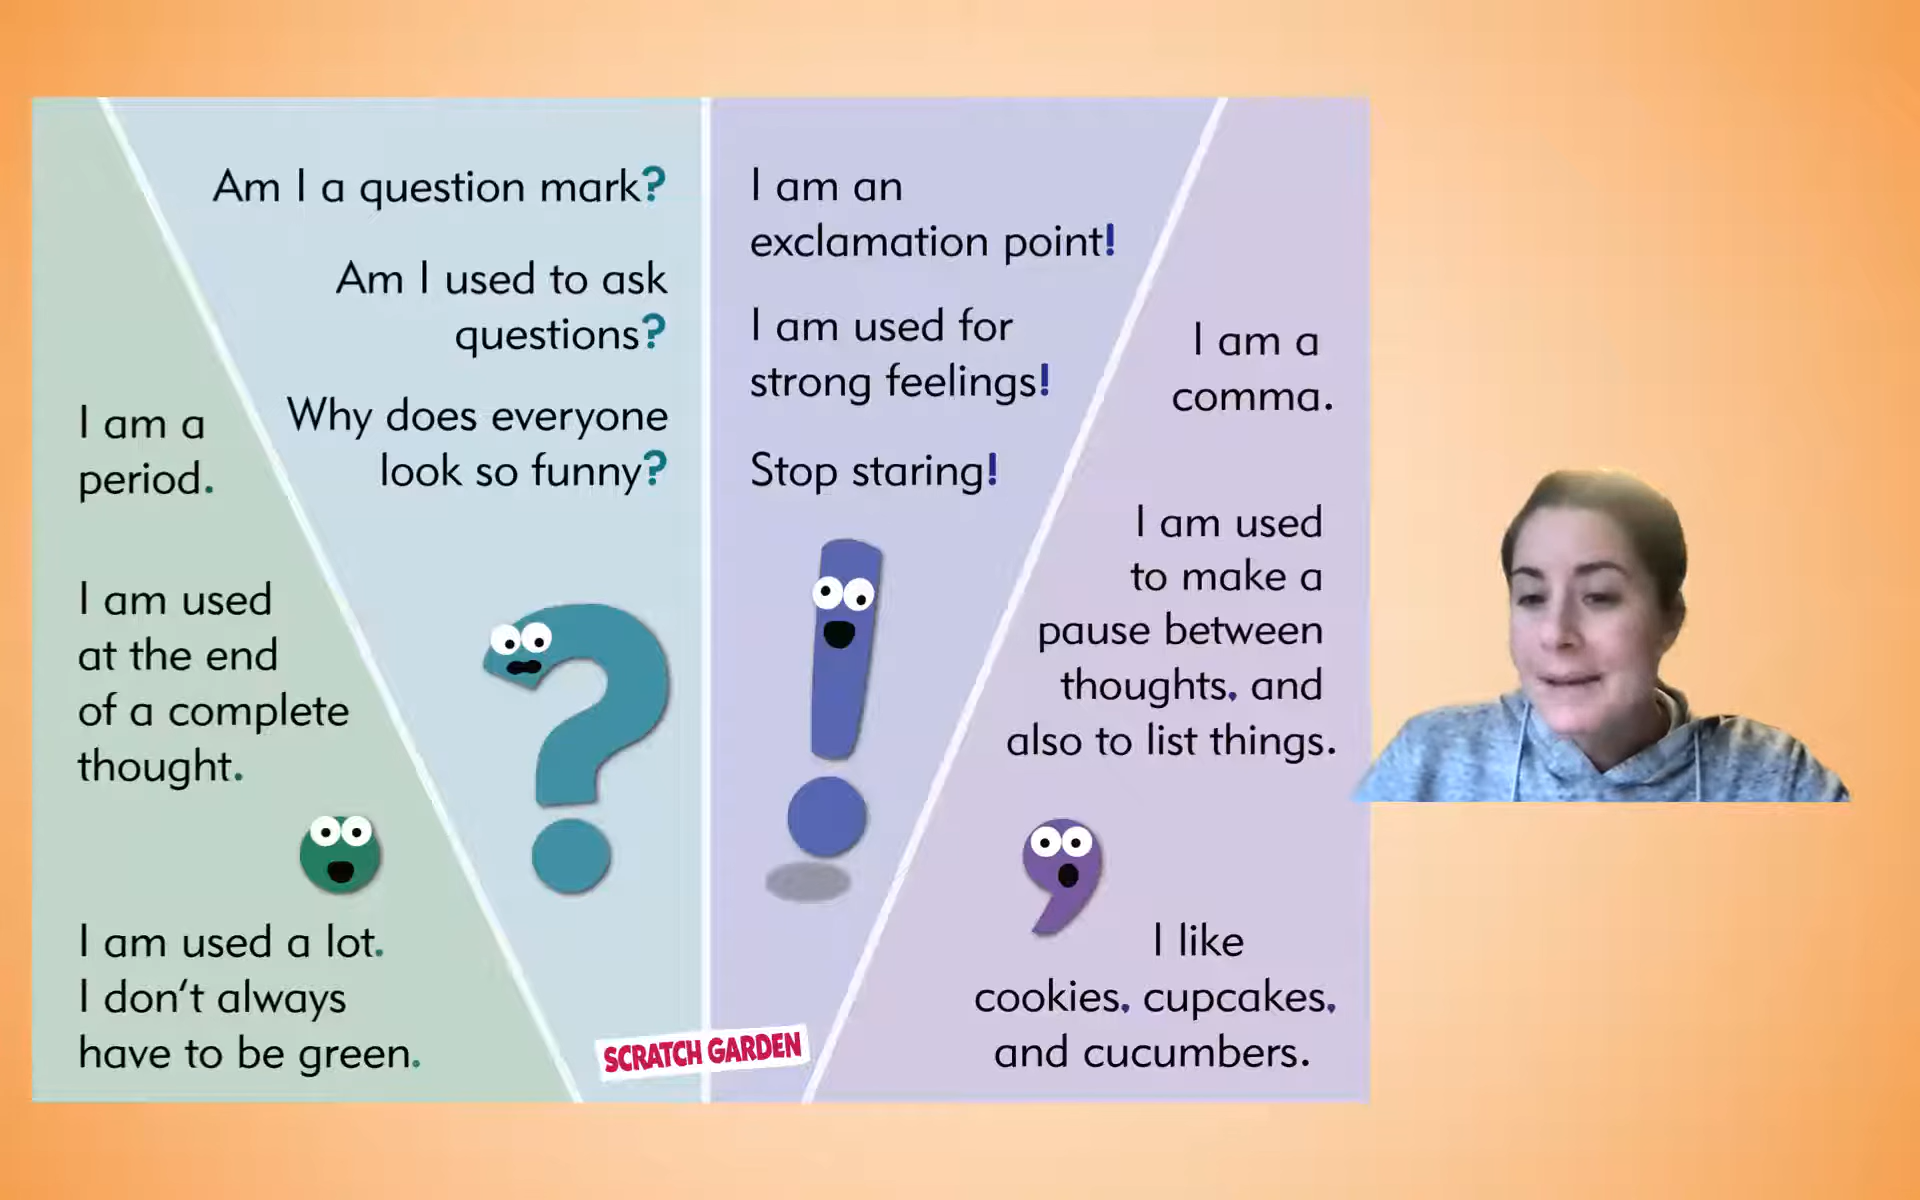 I am a
period.
I am used
at the end
of a complete
thought.
I am used a lot.
I don't always
have to be green.
Am I a question mark?
Am I used to ask
questions?
Why does everyone
look so funny?
I am an
exclamation point!
I am used for
strong feelings!
Stop staring!
I am a
comma.
I am used
to make a
pause between
thoughts, and
also to list things.
I like
cookies, cupcakes,
and cucumbers.
SCRATCH GARDEN